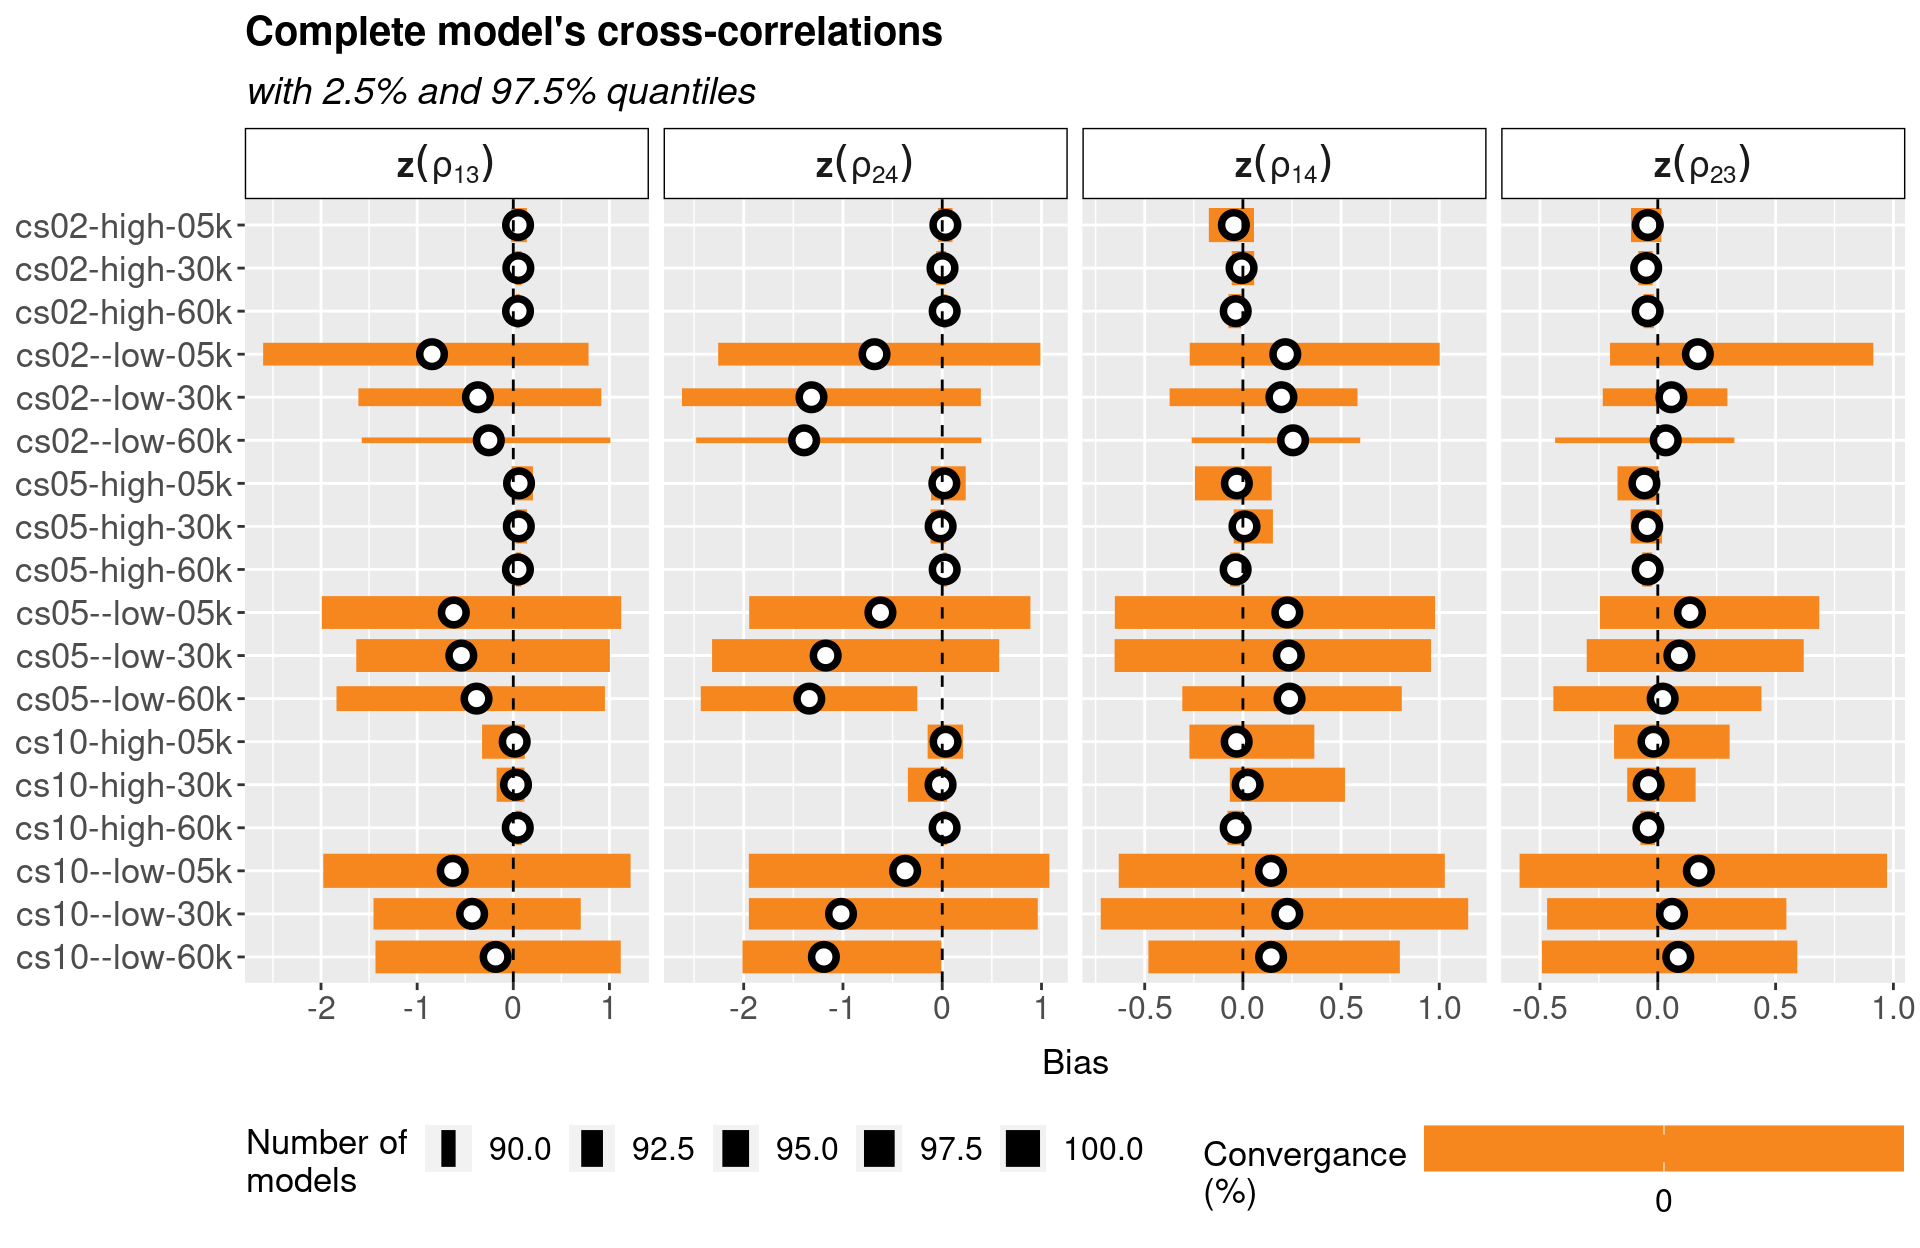 Complete model's cross-correlations
with 2.5% and 97.5% quantiles
z(ρ13) z(ρ24) z(ρ14) z(ρ23)
cs02-high-05k
cs02-high-30k
cs02-high-60k
cs02--low-05k
cs02--low-30k
cs02--low-60k
cs05-high-05k
cs05-high-30k
cs05-high-60k
cs05--low-05k
cs05--low-30k
cs05--low-60k
cs10-high-05k
cs10-high-30k
cs10-high-60k
cs10--low-05k
cs10--low-30k
cs10--low-60k
-2 -1 0 1 -2 -1 0 1 -0.5 0.0 0.5 1.0 -0.5 0.0 0.5 1.0
Bias
Number of
models
90.0 92.5 95.0 97.5 100.0
Convergance
(%)
0